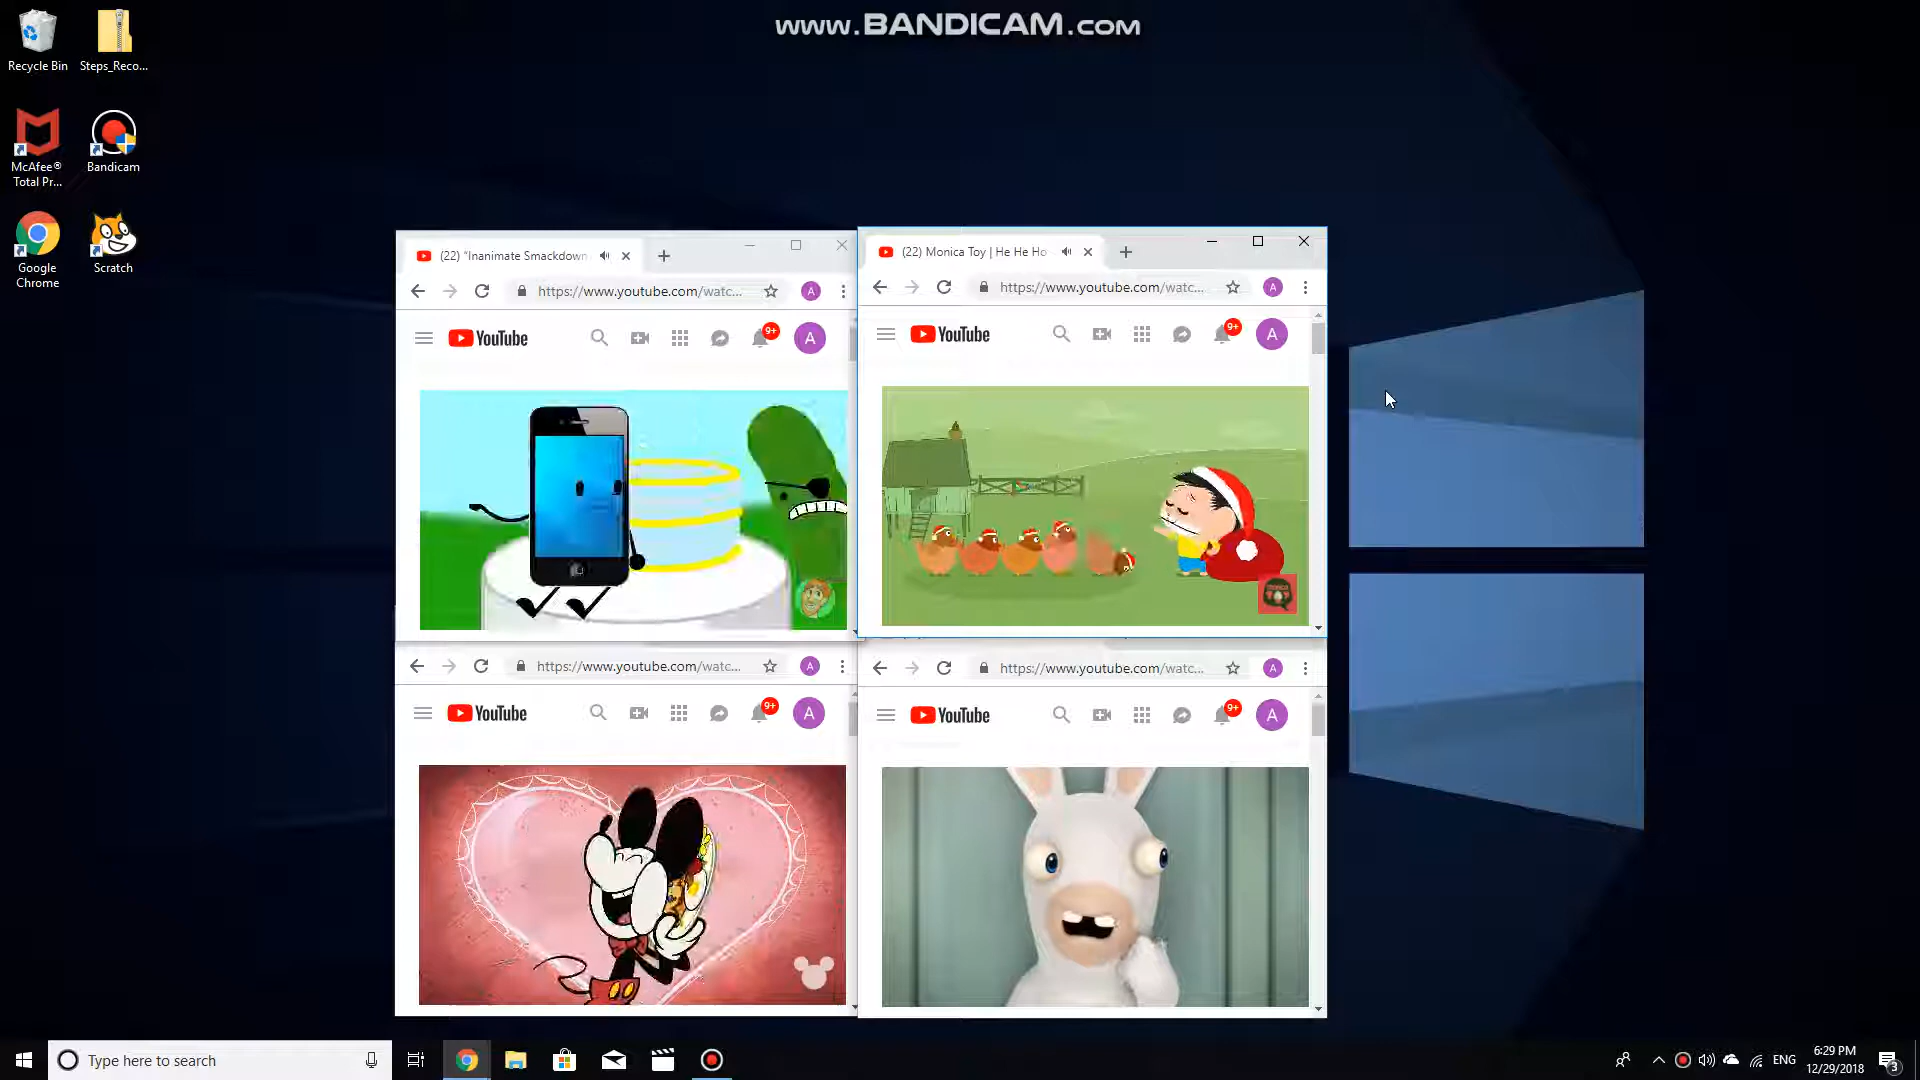 www.BANDICAM.com
Recycle Bin
Steps_Reco...
McAfee®
Total Pr...
Bandicam
Google
Chrome
Scratch
(22) "Inanimate Smackdown
(22) Monica Toy | He He Ho
https://www.youtube.com/watc...
A
https://www.youtube.com/watc...
A
YouTube
9+
A
YouTube
9+
A
https://www.youtube.com/watc...
A
https://www.youtube.com/watc...
A
YouTube
9+
A
YouTube
9+
A
Type here to search
ENG
6:29 PM
12/29/2018
3